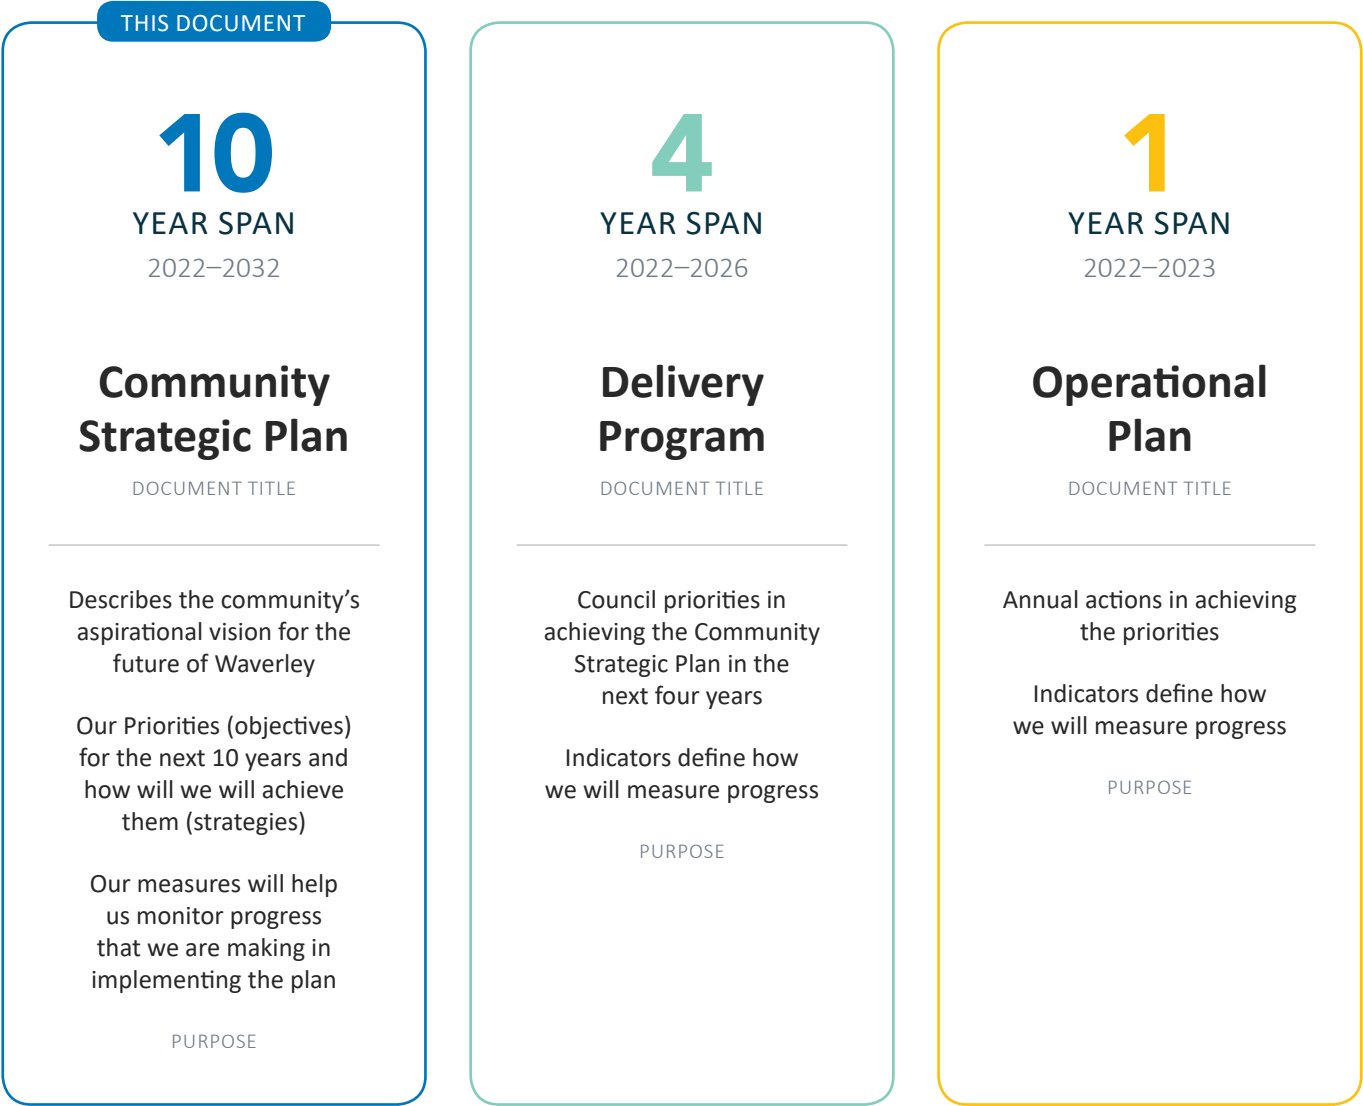 THIS DOCUMENT
10
YEAR SPAN
2022–2032
Community
Strategic Plan
DOCUMENT TITLE
Describes the community’s
aspirational vision for the
future of Waverley
Our Priorities (objectives)
for the next 10 years and
how will we will achieve
them (strategies)
Our measures will help
us monitor progress
that we are making in
implementing the plan
PURPOSE
4
YEAR SPAN
2022–2026
Delivery
Program
DOCUMENT TITLE
Council priorities in
achieving the Community
Strategic Plan in the
next four years
Indicators define how
we will measure progress
PURPOSE
1
YEAR SPAN
2022–2023
Operational
Plan
DOCUMENT TITLE
Annual actions in achieving
the priorities
Indicators define how
we will measure progress
PURPOSE